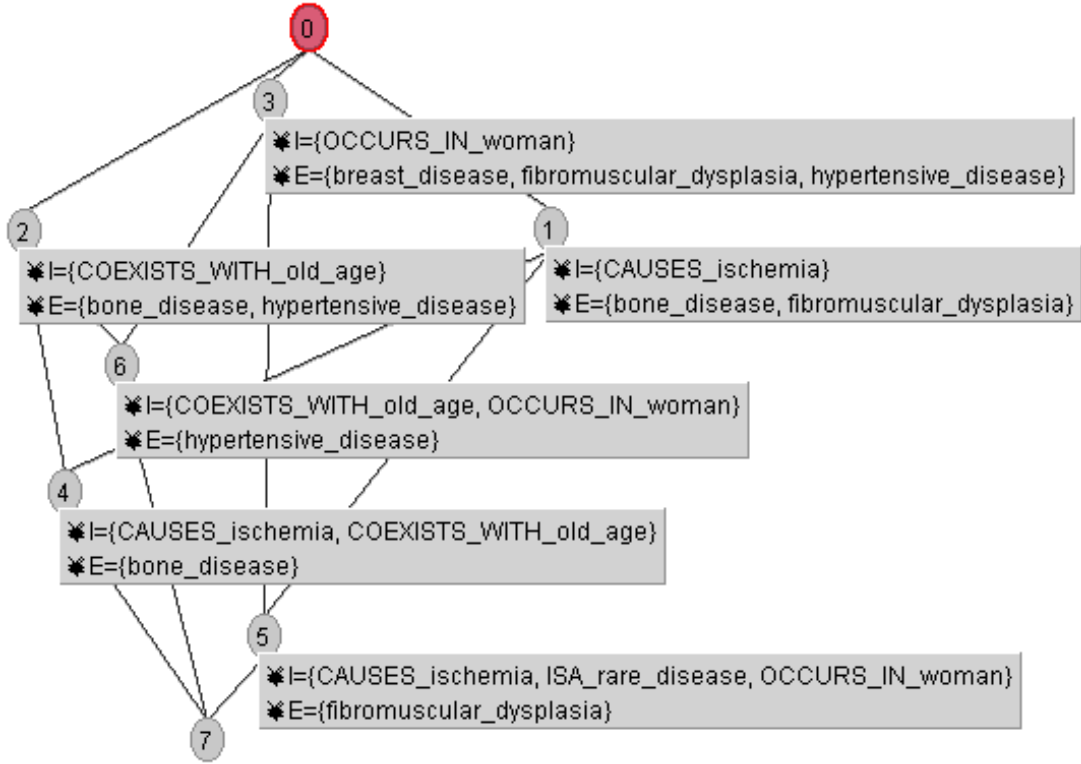 0
3
I={OCCURS_IN_woman}
E={breast_disease, fibromuscular_dysplasia, hypertensive_disease}
2
1
I={COEXISTS_WITH_old_age}
E={bone_disease, hypertensive_disease}
I={CAUSES_ischemia}
E={bone_disease, fibromuscular_dysplasia}
6
I={COEXISTS_WITH_old_age, OCCURS_IN_woman}
E={hypertensive_disease}
4
I={CAUSES_ischemia, COEXISTS_WITH_old_age}
E={bone_disease}
5
I={CAUSES_ischemia, ISA_rare_disease, OCCURS_IN_woman}
E={fibromuscular_dysplasia}
7